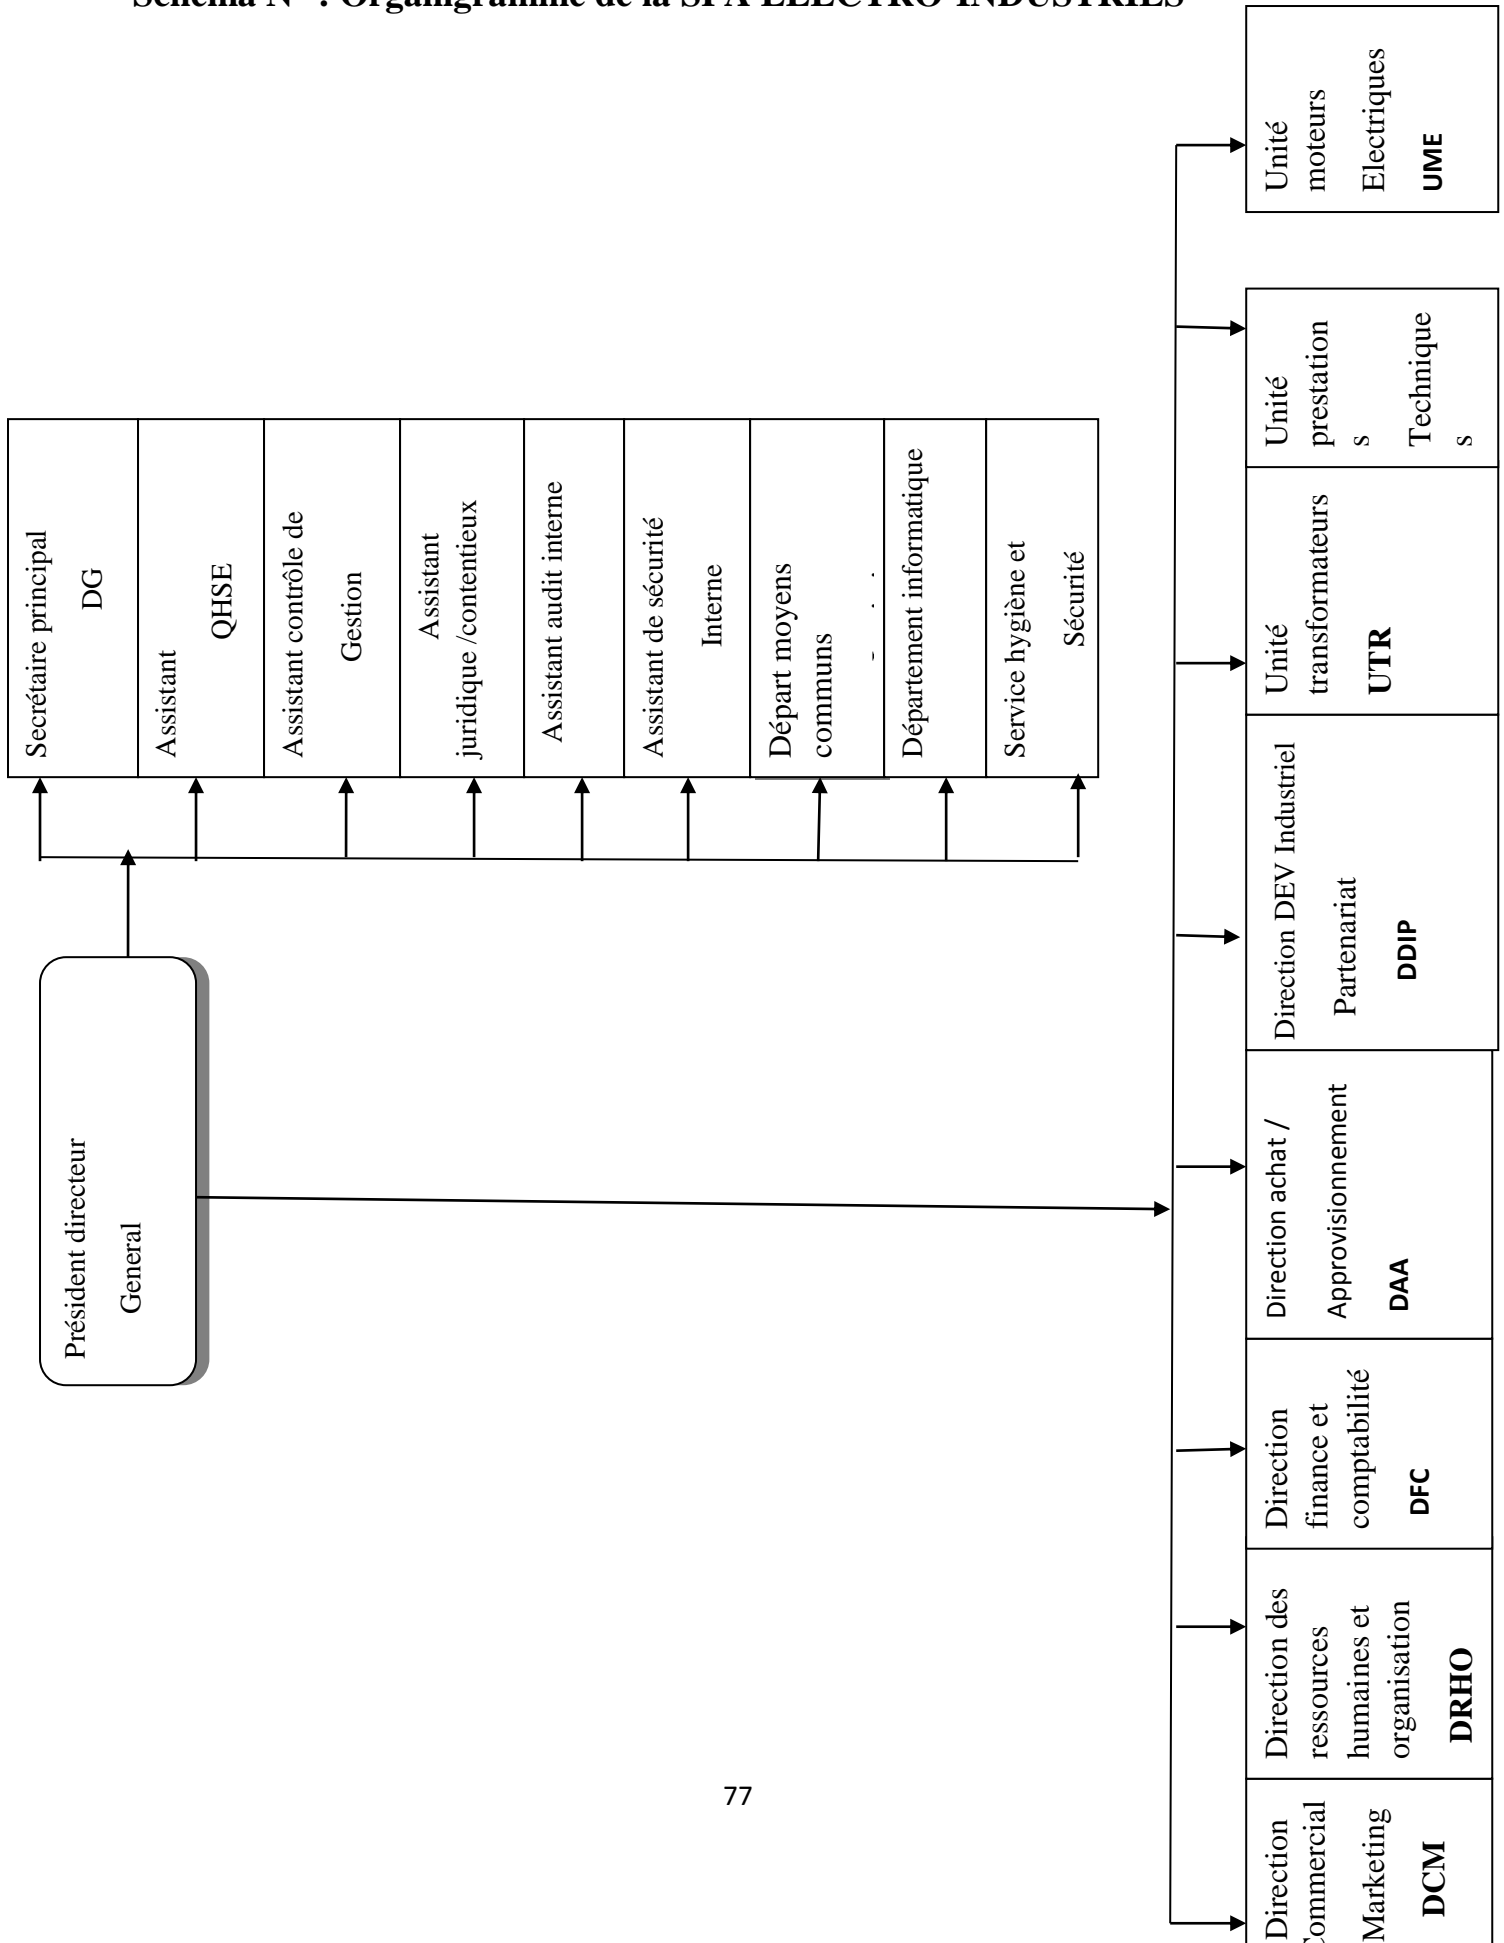 Schéma N° : Organigramme de la SPA ELECTRO-INDUSTRIES
Président directeur
General
Secrétaire principal
DG
Assistant
QHSE
Assistant contrôle de
Gestion
Assistant
juridique /contentieux
Assistant audit interne
Assistant de sécurité
Interne
Départ moyens
communs
Département informatique
Service hygiène et
Sécurité
Direction
Commercial
Marketing
DCM
Direction des
ressources
humaines et
organisation
DRHO
Direction
finance et
comptabilité
DFC
Direction achat /
Approvisionnement
DAA
Direction DEV Industriel
Partenariat
DDIP
Unité
transformateurs
UTR
Unité
prestation
s
Technique
s
Unité
moteurs
Electriques
UME
77